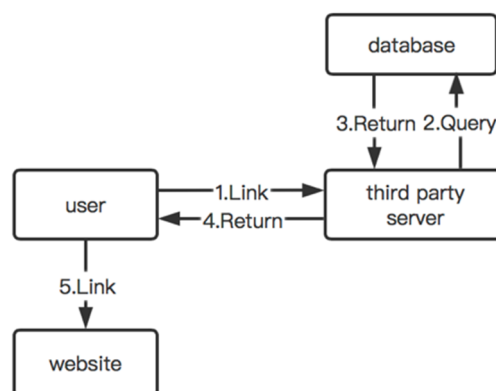 database
3.Return
2.Query
user
1.Link
third party
server
4.Return
5.Link
website